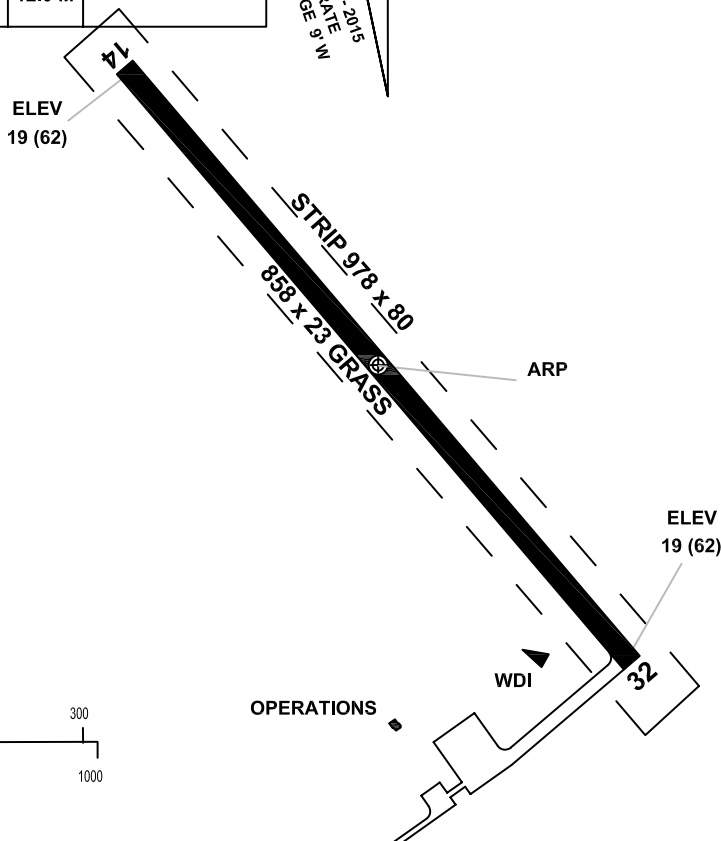 - 2015
RATE
GE 9' W
14
ELEV
19 (62)
STRIP 978 x 80
858 x 23 GRASS
ARP
ELEV
19 (62)
WDI
32
OPERATIONS
300
1000